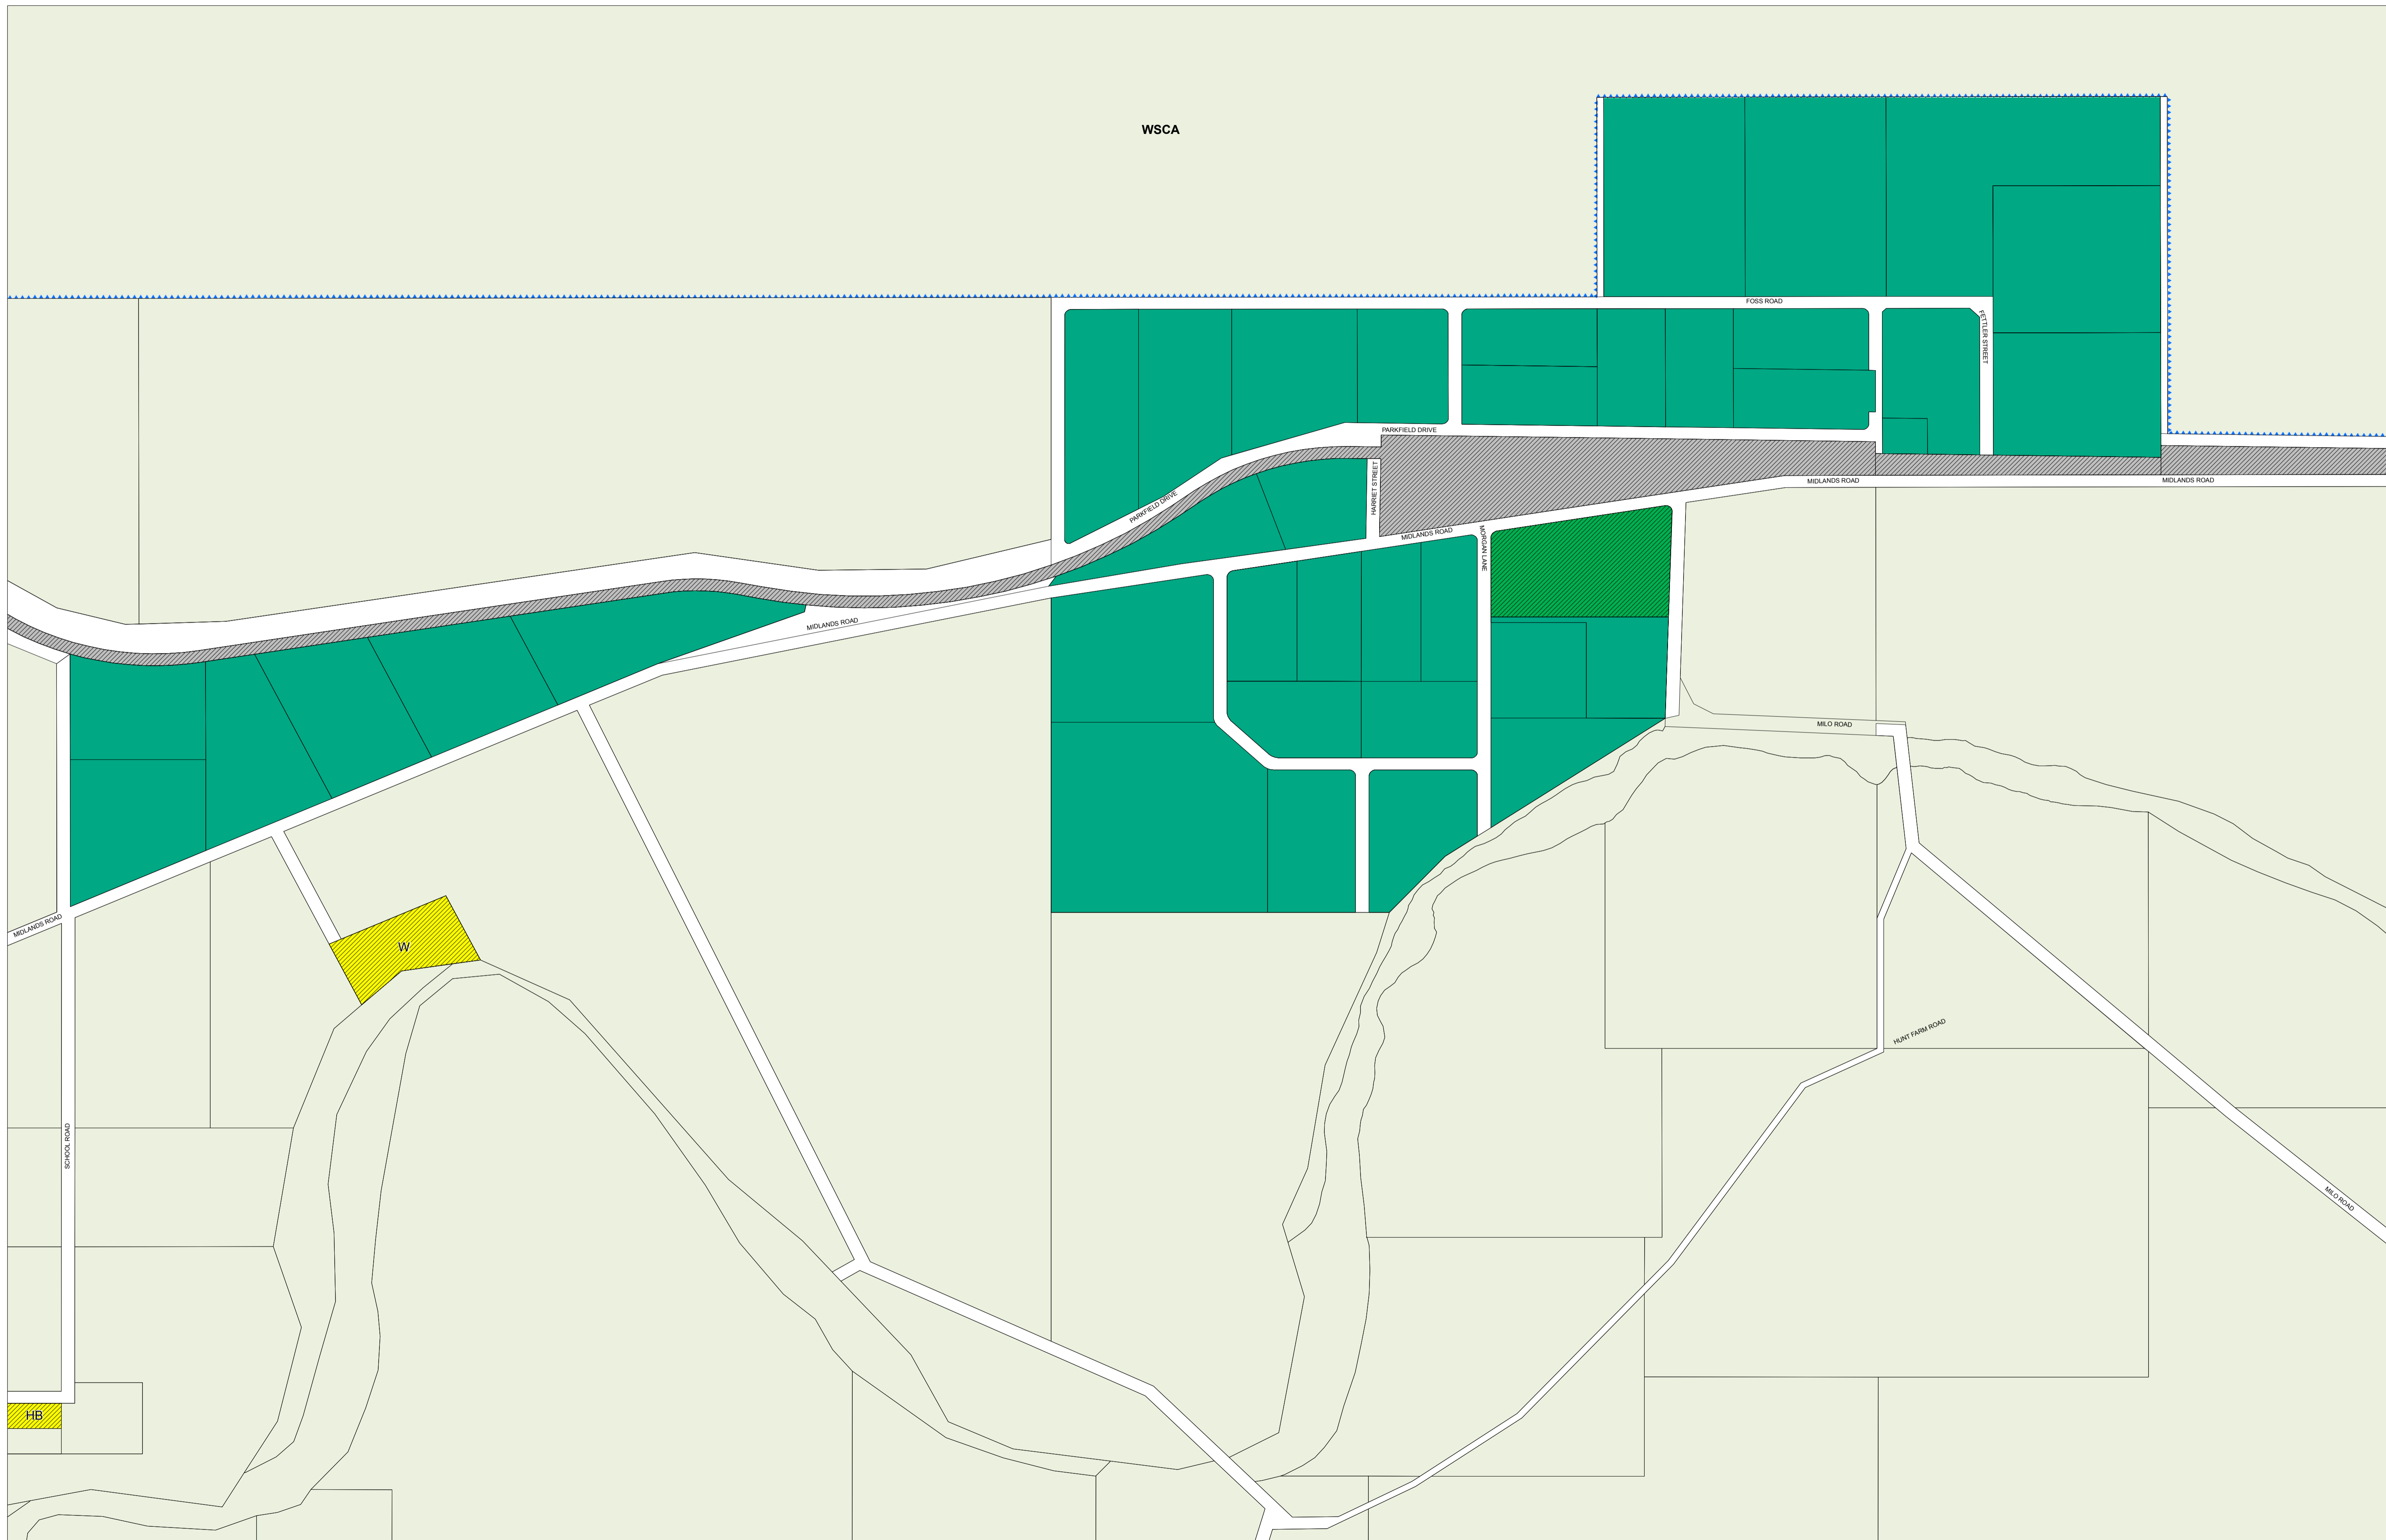 WSCA
FOSS ROAD
FETTLER STREET
PARKFIELD DRIVE
HARRIET STREET
MIDLANDS ROAD
MIDLANDS ROAD
PARKFIELD DRIVE
MIDLANDS ROAD
MORGAN LANE
MIDLANDS ROAD
MILO ROAD
MIDLANDS ROAD
W
HUNT FARM ROAD
SCHOOL ROAD
MILO ROAD
HB